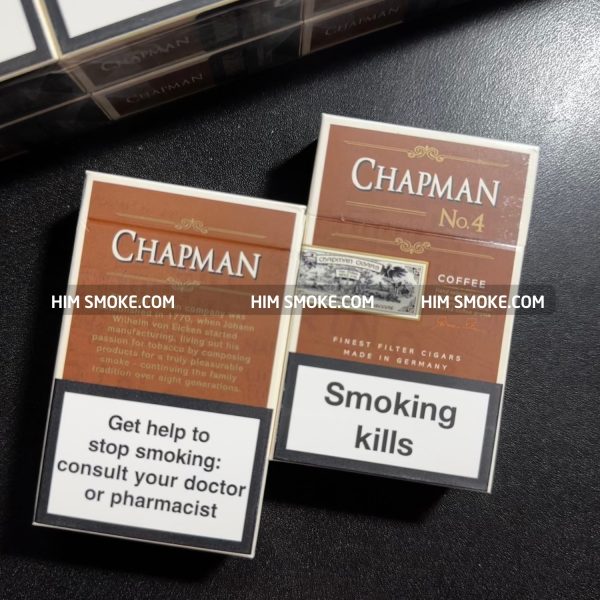 CHAPMAN
CHAPMAN
CHAPMAN
CHAPMAN
No.4
COFFEE
FINEST FILTER CIGARS
MADE IN GERMANY
Smoking
kills
CHAPMAN
company was
in 1770, when Johann
Wilhelm von Eicken started
manufacturing, living out his
passion for tobacco by composing
products for a truly pleasurable
smoke - continuing the family
tradition over eight generations.
Get help to
stop smoking:
consult your doctor
or pharmacist
HIM SMOKE.COM HIM SMOKE.COM HIM SMOKE.COM